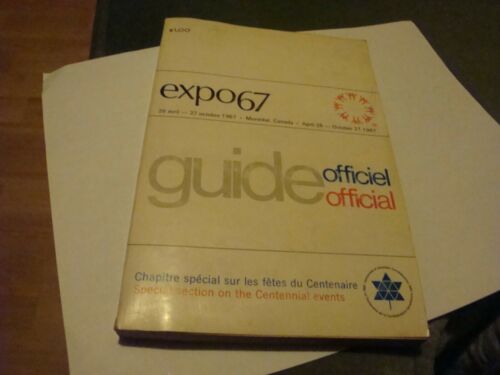 $1.00
expo67
28 avril — 27 octobre 1967 • Montréal, Canada • April 28 — October 27 1967
guide officiel
official
Chapitre spécial sur les fêtes du Centenaire
Special section on the Centennial events